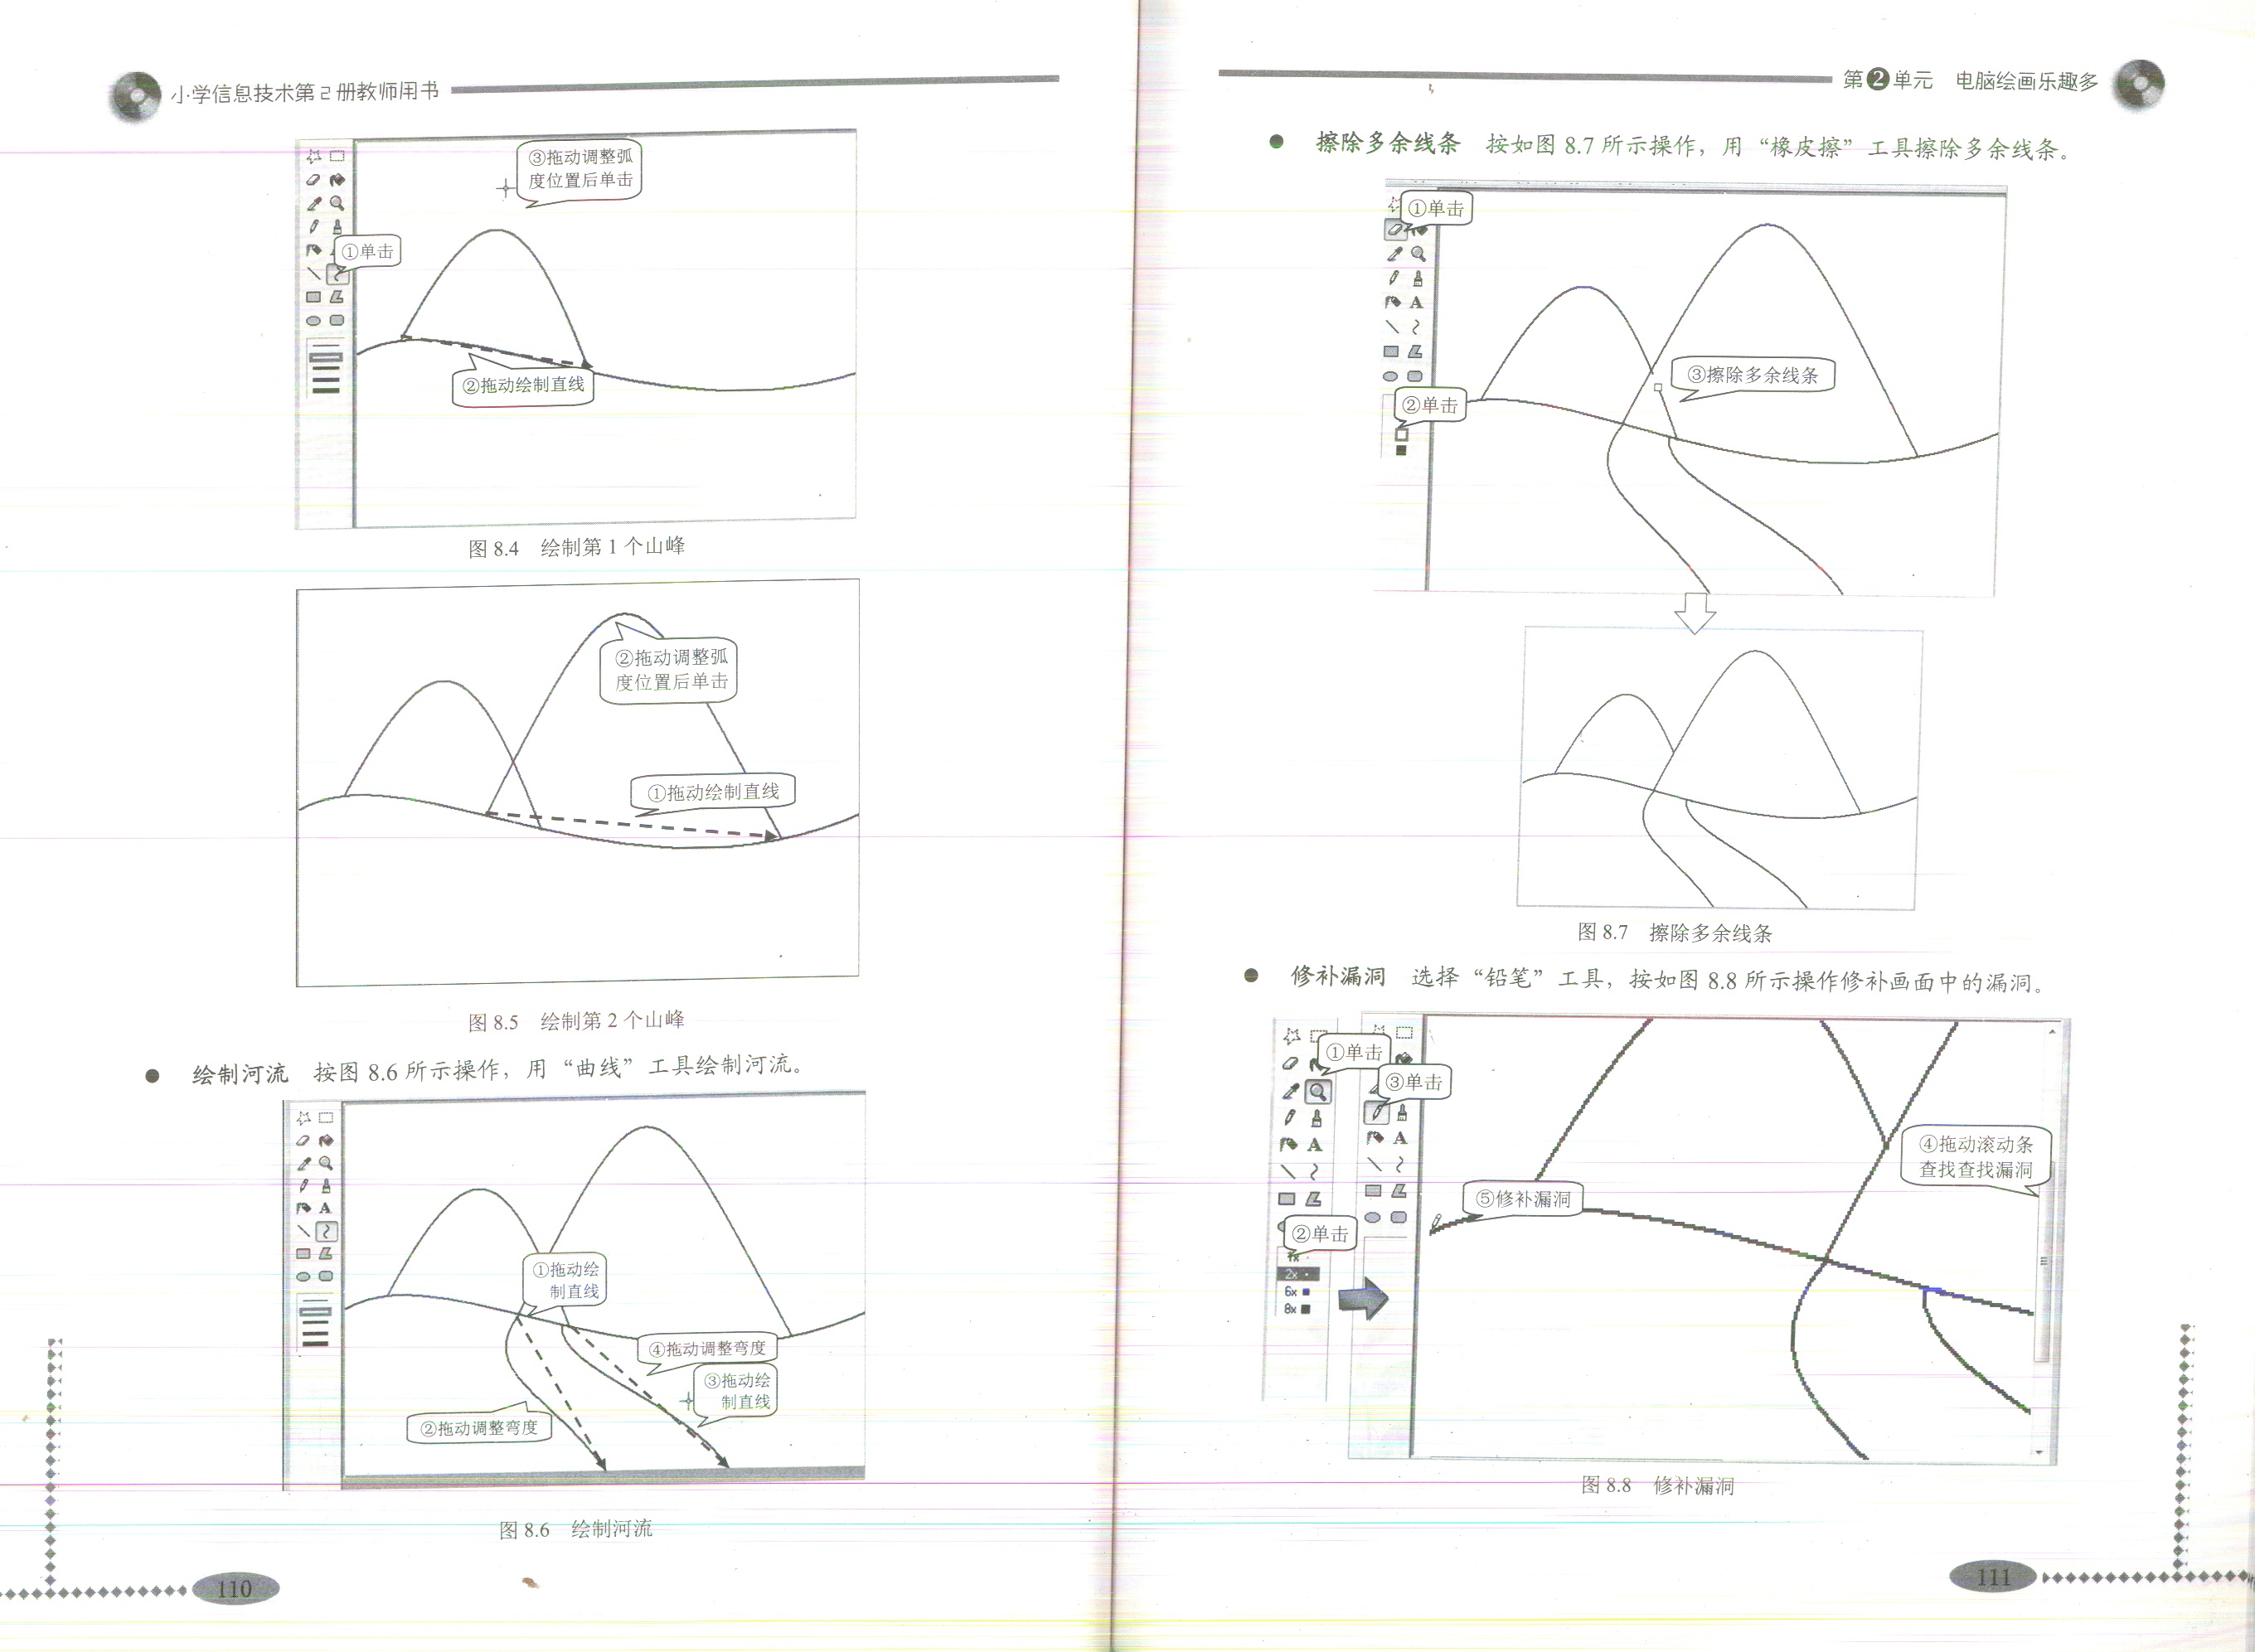 小学信息技术第2册教师用书
③拖动调整弧
度位置后单击
①单击
②拖动绘制直线
图 8.4 绘制第 1 个山峰
②拖动调整弧
度位置后单击
①拖动绘制直线
图 8.5 绘制第 2 个山峰
● 绘制河流 按图 8.6 所示操作，用“曲线”工具绘制河流。
A
①拖动绘
制直线
④拖动调整弯度
③拖动绘
制直线
②拖动调整弯度
图 8.6 绘制河流
110
第2单元 电脑绘画乐趣多
● 擦除多余线条 按如图 8.7 所示操作，用“橡皮擦”工具擦除多余线条。
①单击
A
③擦除多余线条
②单击
图 8.7 擦除多余线条
● 修补漏洞 选择“铅笔”工具，按如图 8.8 所示操作修补画面中的漏洞。
①单击
③单击
A
A
④拖动滚动条
查找查找漏洞
⑤修补漏洞
②单击
1x
2x
6x
8x
图 8.8 修补漏洞
111